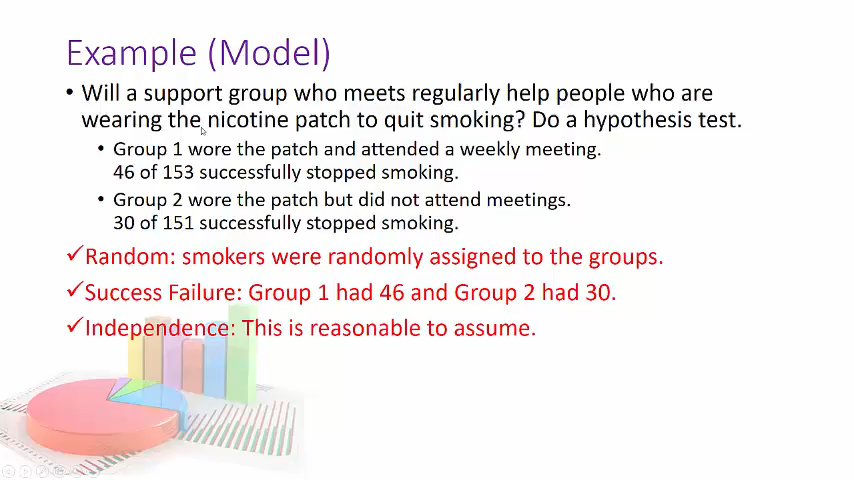 Example (Model)
• Will a support group who meets regularly help people who are
wearing the nicotine patch to quit smoking? Do a hypothesis test.
• Group 1 wore the patch and attended a weekly meeting.
46 of 153 successfully stopped smoking.
• Group 2 wore the patch but did not attend meetings.
30 of 151 successfully stopped smoking.
✓Random: smokers were randomly assigned to the groups.
✓Success Failure: Group 1 had 46 and Group 2 had 30.
✓Independence: This is reasonable to assume.